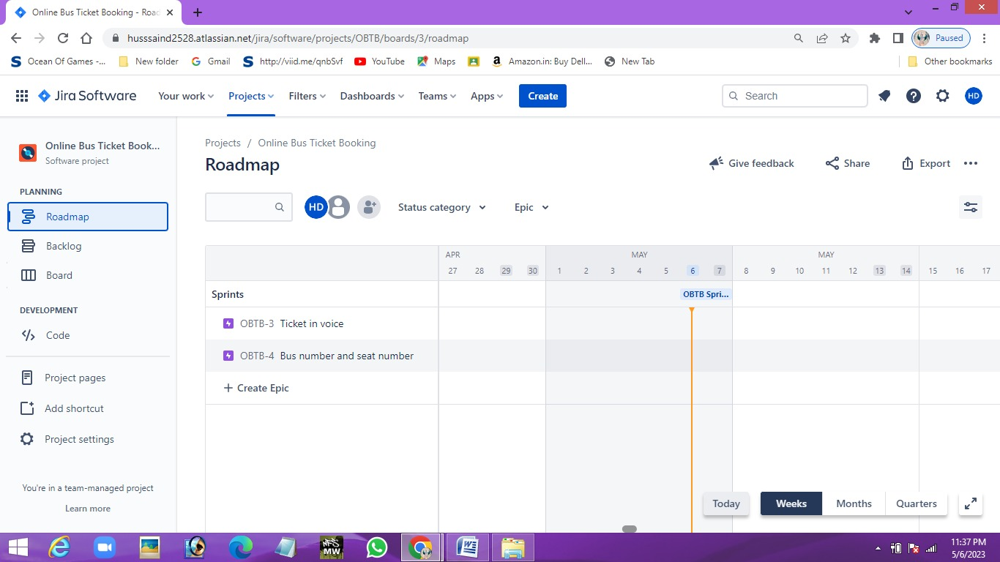 Online Bus Ticket Booking - Road
husssaind2528.atlassian.net/jira/software/projects/OBTB/boards/3/roadmap
Paused
Ocean Of Games -...
New folder
Gmail
http://viid.me/qnbSvf
YouTube
Maps
Amazon.in: Buy Dell...
New Tab
Other bookmarks
Jira Software
Your work
Projects
Filters
Dashboards
Teams
Apps
Create
Search
HD
Online Bus Ticket Book...
Software project
PLANNING
Roadmap
Backlog
Board
DEVELOPMENT
Code
Project pages
Add shortcut
Project settings
You're in a team-managed project
Learn more
Projects / Online Bus Ticket Booking
Roadmap
Give feedback
Share
Export
HD
Status category
Epic
APR MAY MAY
27 28 29 30 1 2 3 4 5 6 7 8 9 10 11 12 13 14 15 16 17
Sprints
OBTB Spri...
OBTB-3 Ticket in voice
OBTB-4 Bus number and seat number
+ Create Epic
Today
Weeks
Months
Quarters
NFS
MW
11:37 PM
5/6/2023